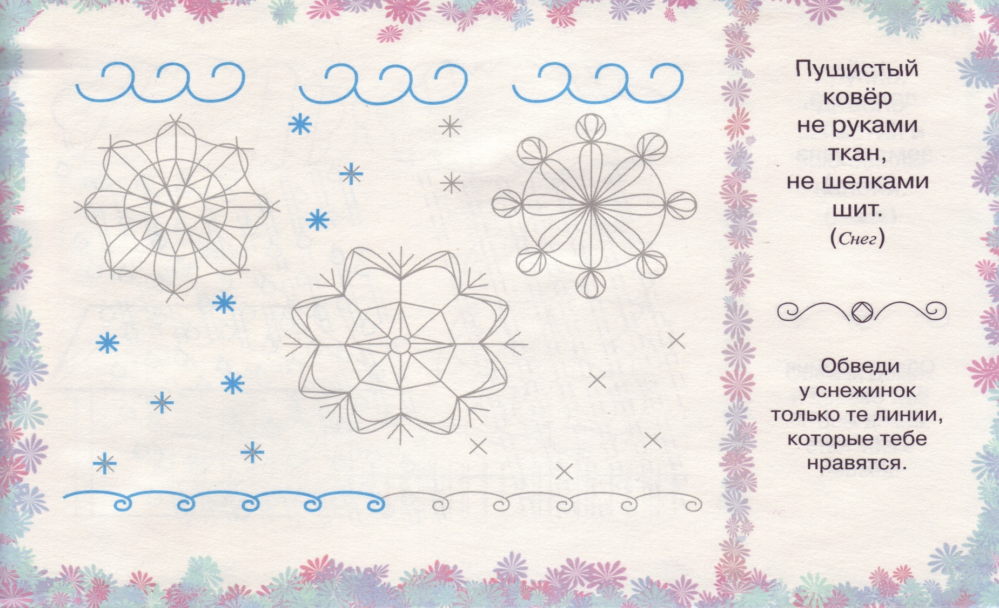 Пушистый
ковёр
не руками
ткан,
не шелками
шит.
(Снег)
Обведи
у снежинок
только те линии,
которые тебе
нравятся.